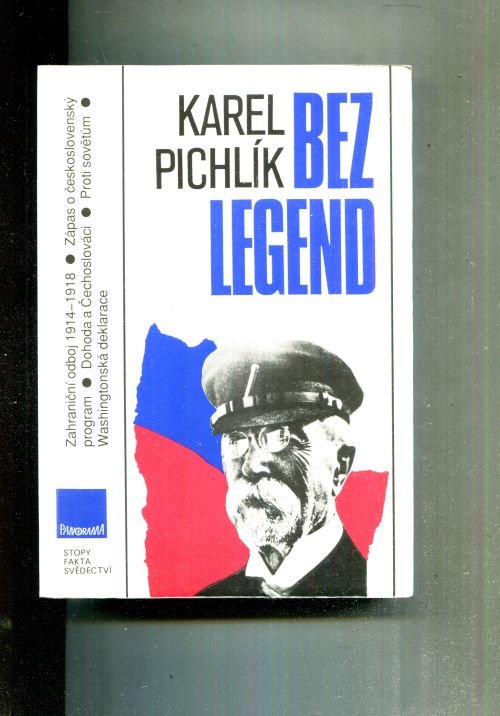 KAREL
PICHLÍK
BEZ
LEGEND
Zahraniční odboj 1914–1918 ● Zápas o československý
program ● Dohoda a Čechoslováci ● Proti sovětům ●
Washingtonská deklarace
PANORAMA
STOPY
FAKTA
SVĚDECTVÍ